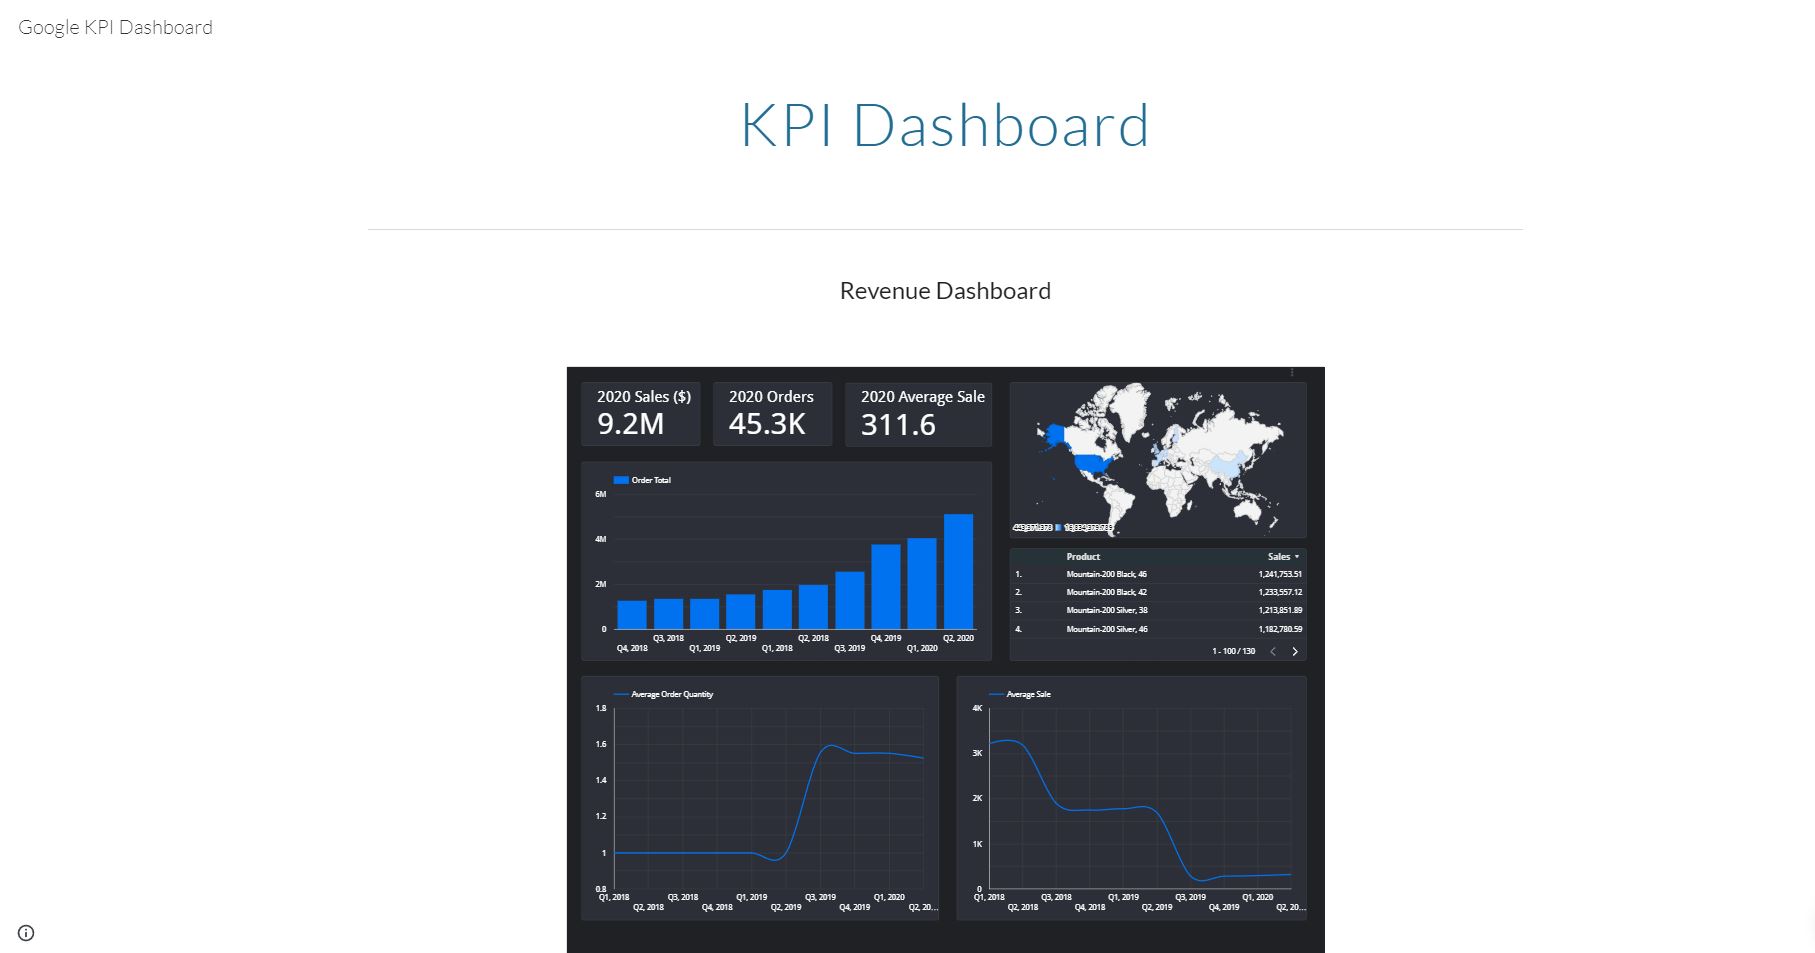 Google KPI Dashboard
KPI Dashboard
Revenue Dashboard
2020 Sales ($)
9.2M
2020 Orders
45.3K
2020 Average Sale
311.6
Order Total
6M
4M
2M
0
Q3, 2018 Q2, 2019 Q2, 2018 Q4, 2019 Q2, 2020
Q4, 2018 Q1, 2019 Q1, 2018 Q3, 2019 Q1, 2020
Product Sales
1. Mountain-200 Black, 46 1,241,753.51
2. Mountain-200 Black, 42 1,233,557.12
3. Mountain-200 Silver, 38 1,213,851.89
4. Mountain-200 Silver, 46 1,182,780.59
1 - 100 / 130
Average Order Quantity
1.8
1.6
1.4
1.2
1
0.8
Q1, 2018 Q3, 2018 Q1, 2019 Q3, 2019 Q1, 2020
Q2, 2018 Q4, 2018 Q2, 2019 Q4, 2019 Q2, 20...
Average Sale
4K
3K
2K
1K
0
Q1, 2018 Q3, 2018 Q1, 2019 Q3, 2019 Q1, 2020
Q2, 2018 Q4, 2018 Q2, 2019 Q4, 2019 Q2, 20...